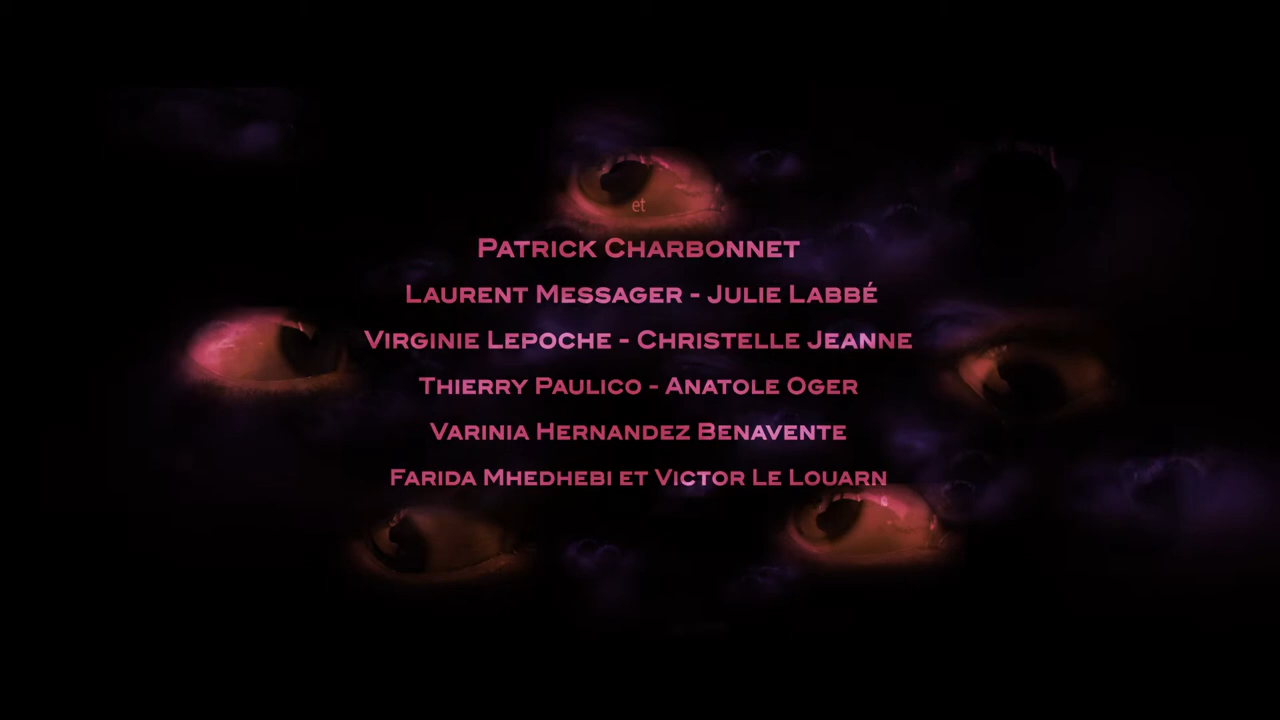 et
PATRICK CHARBONNET
LAURENT MESSAGER - JULIE LABBÉ
VIRGINIE LEPOCHE - CHRISTELLE JEANNE
THIERRY PAULICO - ANATOLE OGER
VARINIA HERNANDEZ BENAVENTE
FARIDA MHEDHEBI ET VICTOR LE LOUARN